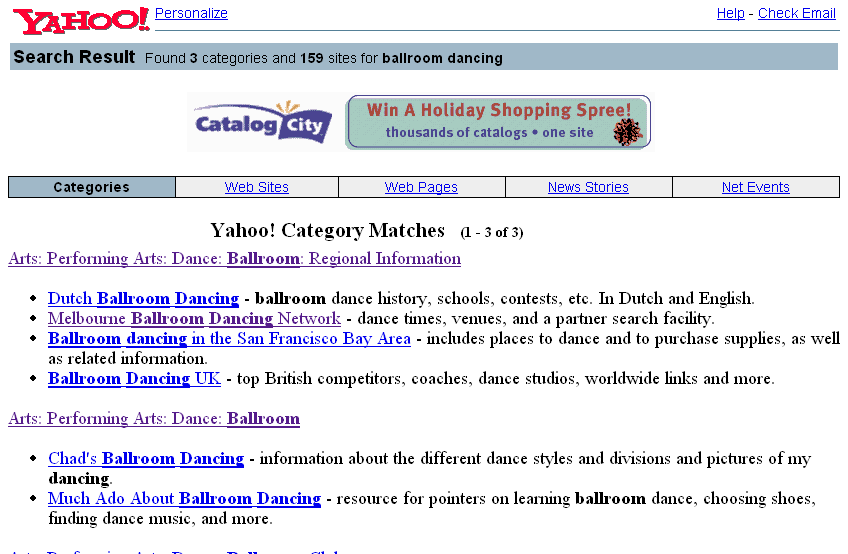 YAHOO! Personalize Help - Check Email
Search Result Found 3 categories and 159 sites for ballroom dancing
CatalogCity Win A Holiday Shopping Spree!
thousands of catalogs • one site
Categories Web Sites Web Pages News Stories Net Events
Yahoo! Category Matches (1 - 3 of 3)
Arts: Performing Arts: Dance: Ballroom: Regional Information
• Dutch Ballroom Dancing - ballroom dance history, schools, contests, etc. In Dutch and English.
• Melbourne Ballroom Dancing Network - dance times, venues, and a partner search facility.
• Ballroom dancing in the San Francisco Bay Area - includes places to dance and to purchase supplies, as well
as related information.
• Ballroom Dancing UK - top British competitors, coaches, dance studios, worldwide links and more.
Arts: Performing Arts: Dance: Ballroom
• Chad's Ballroom Dancing - information about the different dance styles and divisions and pictures of my
dancing.
• Much Ado About Ballroom Dancing - resource for pointers on learning ballroom dance, choosing shoes,
finding dance music, and more.